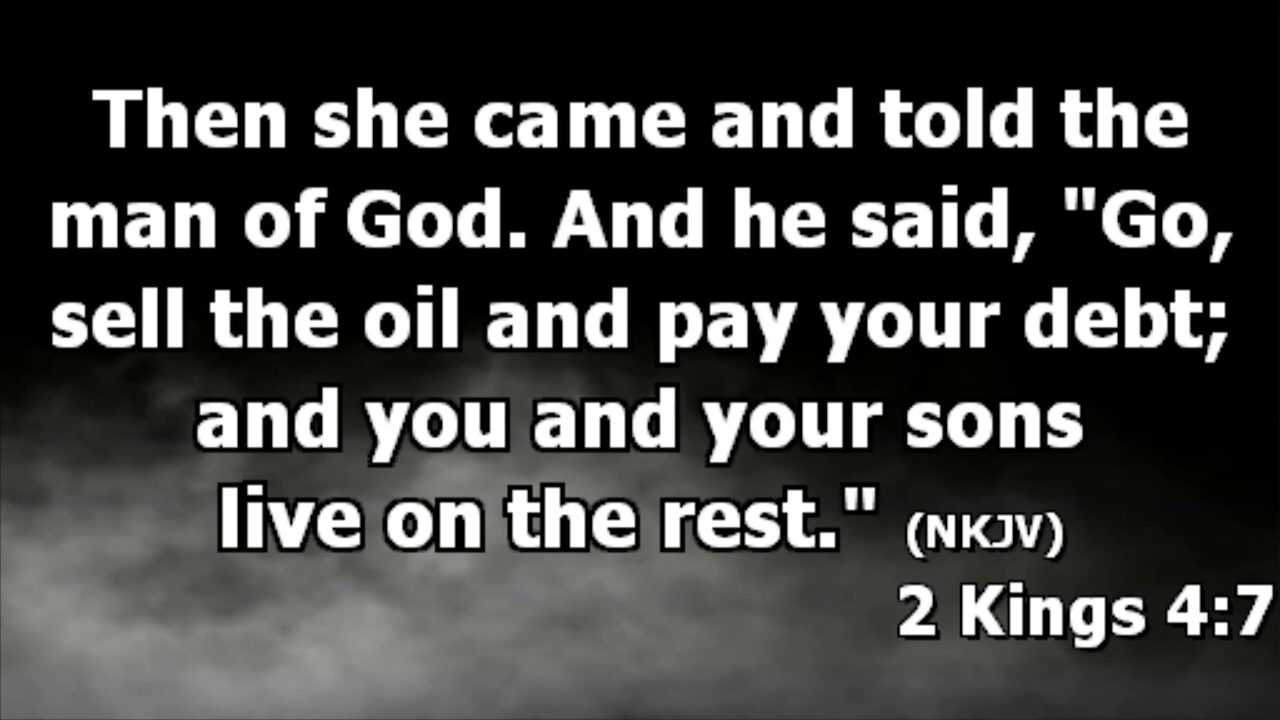 Then she came and told the
man of God. And he said, "Go,
sell the oil and pay your debt;
and you and your sons
live on the rest." (NKJV)
2 Kings 4:7